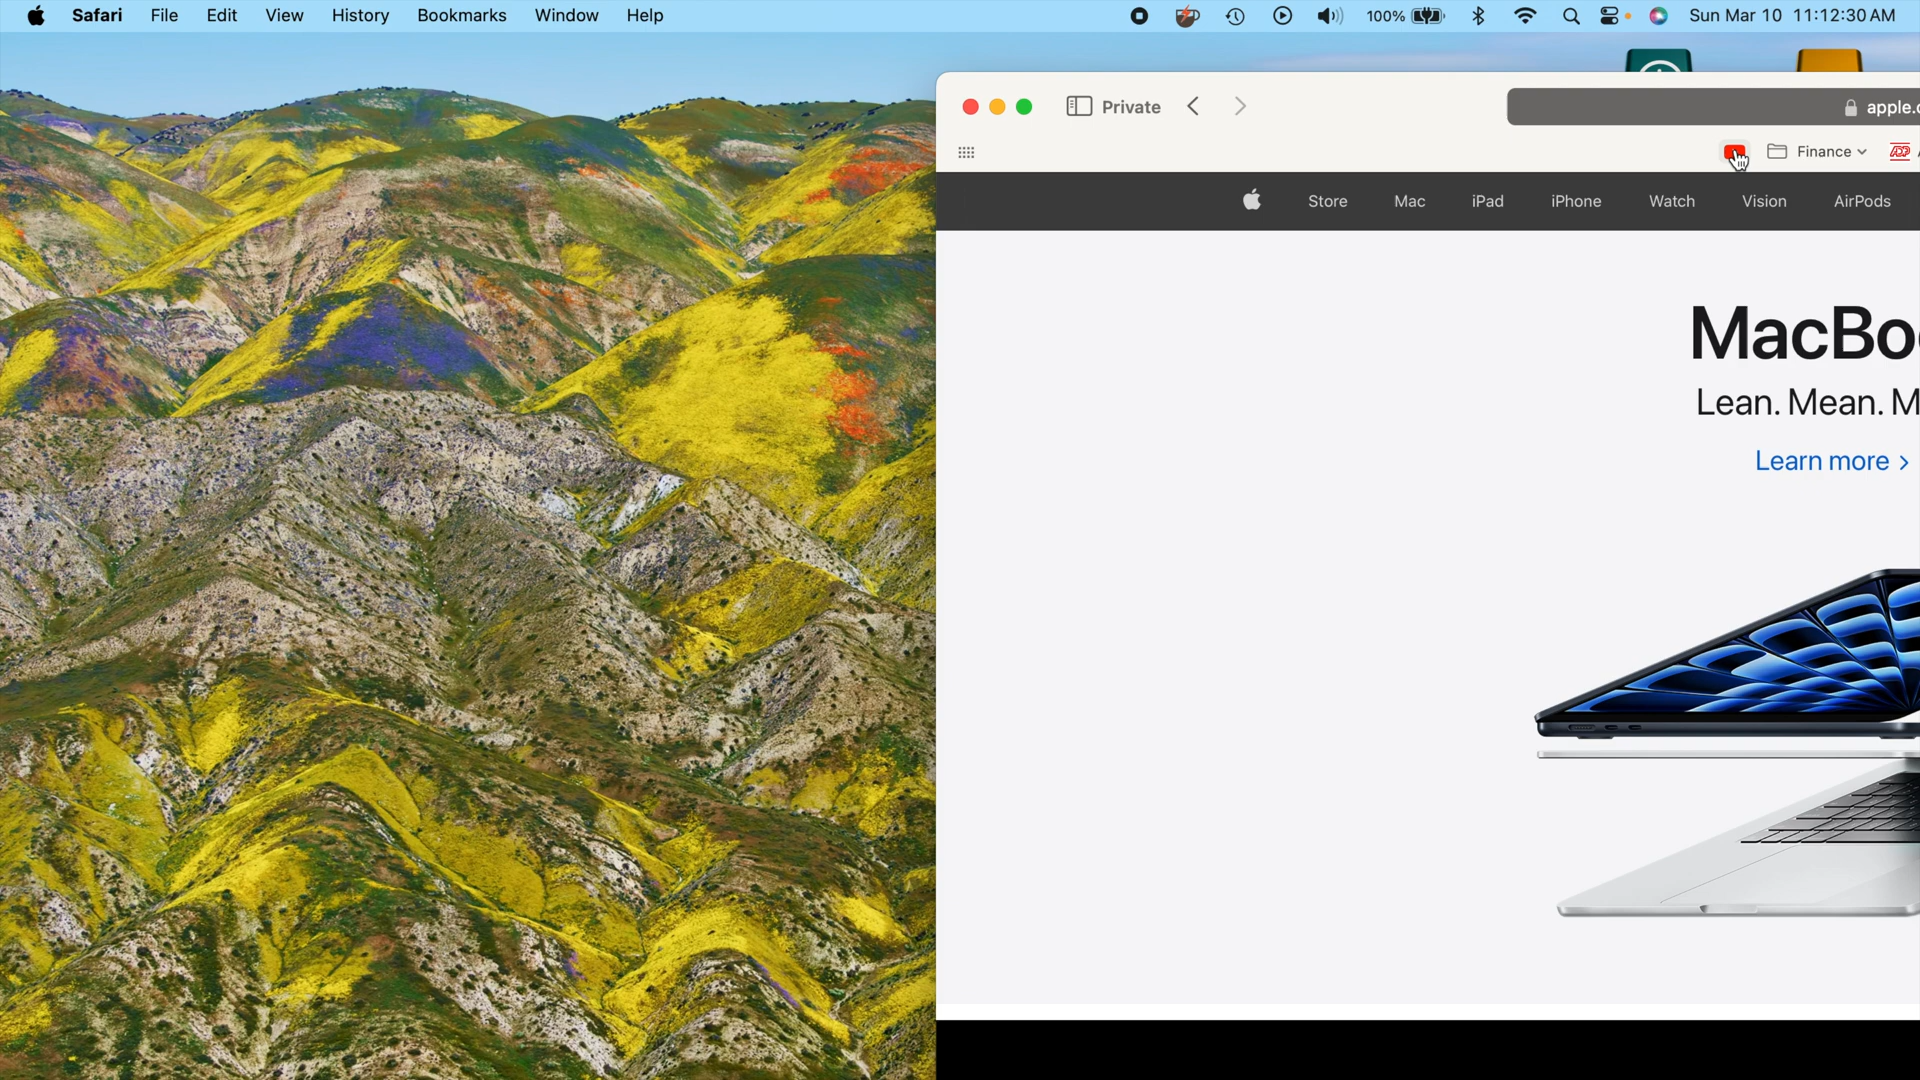 Safari File Edit View History Bookmarks Window Help 100% Sun Mar 10 11:12:30 AM
Private apple.c
Finance ADP
Store Mac iPad iPhone Watch Vision AirPods
MacBo
Lean. Mean. M
Learn more >